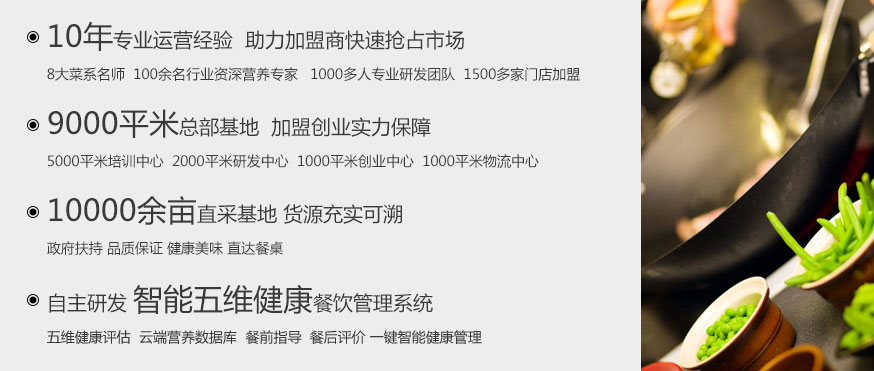 10年专业运营经验 助力加盟商快速抢占市场
8大菜系名师 100余名行业资深营养专家 1000多人专业研发团队 1500多家门店加盟
9000平米总部基地 加盟创业实力保障
5000平米培训中心 2000平米研发中心 1000平米创业中心 1000平米物流中心
10000余亩直采基地 货源充实可溯
政府扶持 品质保证 健康美味 直达餐桌
自主研发 智能五维健康餐饮管理系统
五维健康评估 云端营养数据库 餐前指导 餐后评价 一键智能健康管理